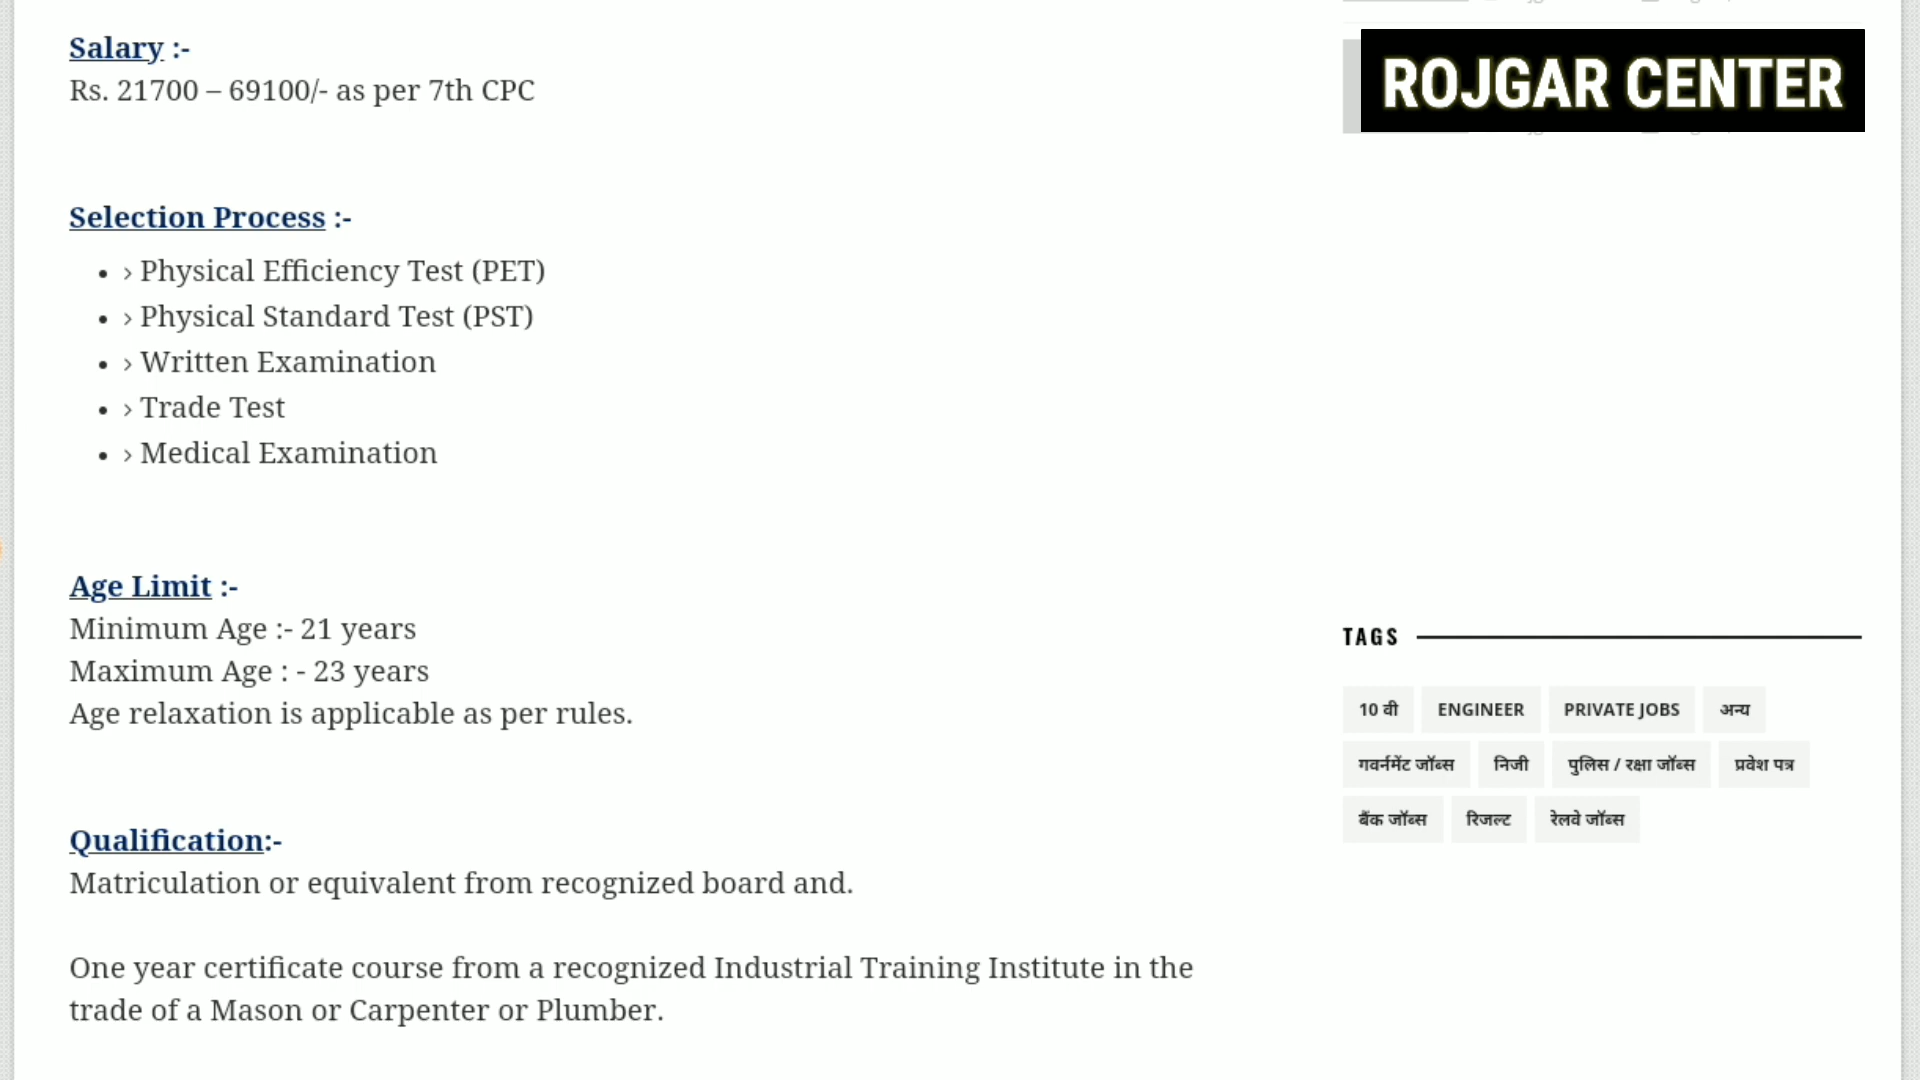 Salary :-
Rs. 21700 – 69100/- as per 7th CPC
Selection Process :-
• › Physical Efficiency Test (PET)
• › Physical Standard Test (PST)
• › Written Examination
• › Trade Test
• › Medical Examination
Age Limit :-
Minimum Age :- 21 years
Maximum Age : - 23 years
Age relaxation is applicable as per rules.
Qualification:-
Matriculation or equivalent from recognized board and.
One year certificate course from a recognized Industrial Training Institute in the
trade of a Mason or Carpenter or Plumber.
ROJGAR CENTER
TAGS
10 वी ENGINEER PRIVATE JOBS अन्य
गवर्नमेंट जॉब्स निजी पुलिस / रक्षा जॉब्स प्रवेश पत्र
बैंक जॉब्स रिजल्ट रेलवे जॉब्स